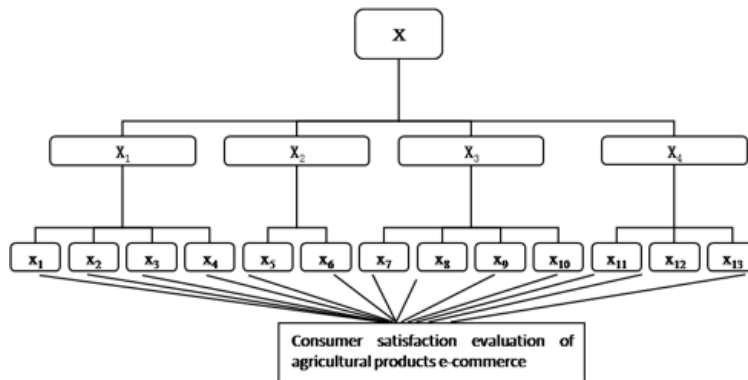 X
X₁ X₂ X₃ X₄
x₁ x₂ x₃ x₄ x₅ x₆ x₇ x₈ x₉ x₁₀ x₁₁ x₁₂ x₁₃
Consumer satisfaction evaluation of
agricultural products e-commerce